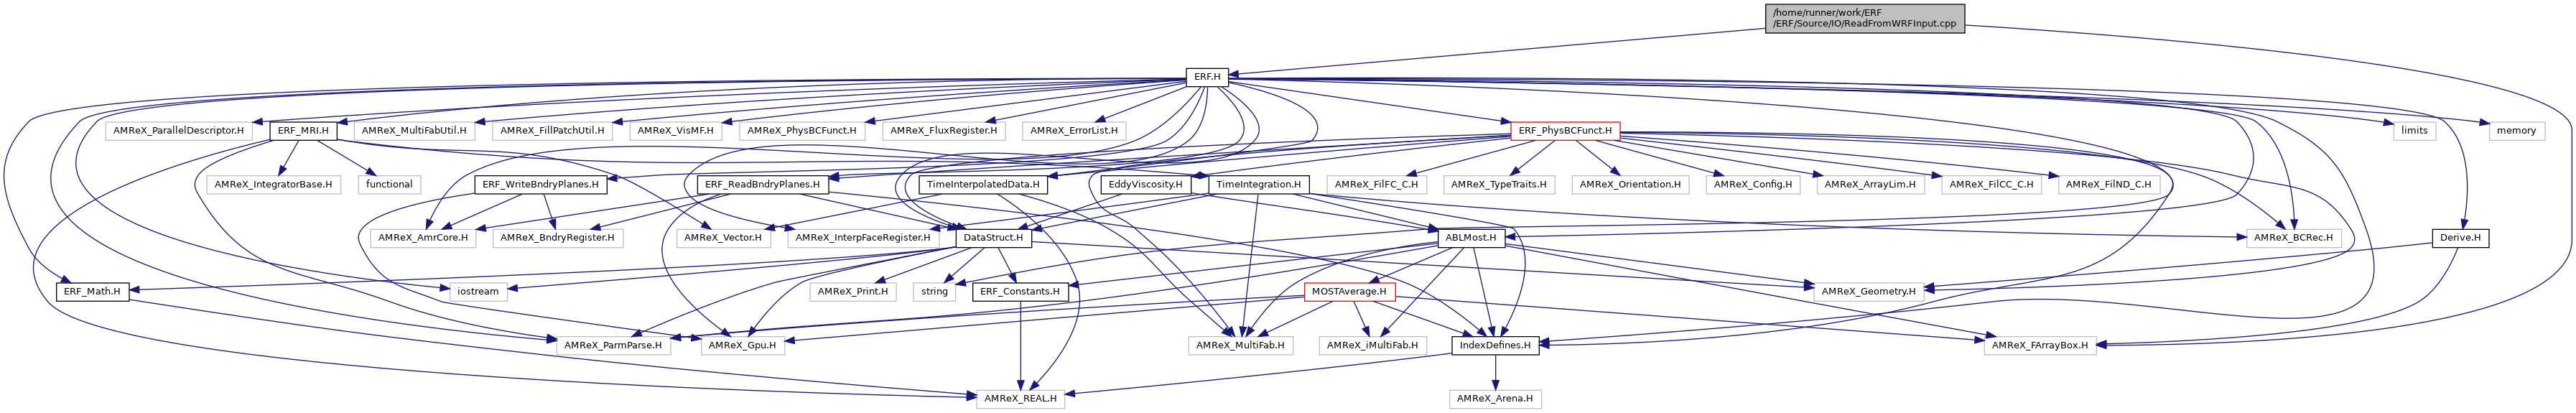 /home/runner/work/ERF
/ERF/Source/IO/ReadFromWRFInput.cpp
ERF.H
AMReX_ParallelDescriptor.H
ERF_MRI.H
AMReX_MultiFabUtil.H
AMReX_FillPatchUtil.H
AMReX_VisMF.H
AMReX_PhysBCFunct.H
AMReX_FluxRegister.H
AMReX_ErrorList.H
ERF_PhysBCFunct.H
limits
memory
AMReX_IntegratorBase.H
functional
ERF_WriteBndryPlanes.H
ERF_ReadBndryPlanes.H
TimeInterpolatedData.H
EddyViscosity.H
TimeIntegration.H
AMReX_FilFC_C.H
AMReX_TypeTraits.H
AMReX_Orientation.H
AMReX_Config.H
AMReX_ArrayLim.H
AMReX_FilCC_C.H
AMReX_FilND_C.H
AMReX_AmrCore.H
AMReX_BndryRegister.H
AMReX_Vector.H
AMReX_InterpFaceRegister.H
DataStruct.H
ABLMost.H
AMReX_BCRec.H
Derive.H
ERF_Math.H
iostream
AMReX_Print.H
string
ERF_Constants.H
MOSTAverage.H
AMReX_Geometry.H
AMReX_ParmParse.H
AMReX_Gpu.H
AMReX_MultiFab.H
AMReX_iMultiFab.H
IndexDefines.H
AMReX_FArrayBox.H
AMReX_REAL.H
AMReX_Arena.H